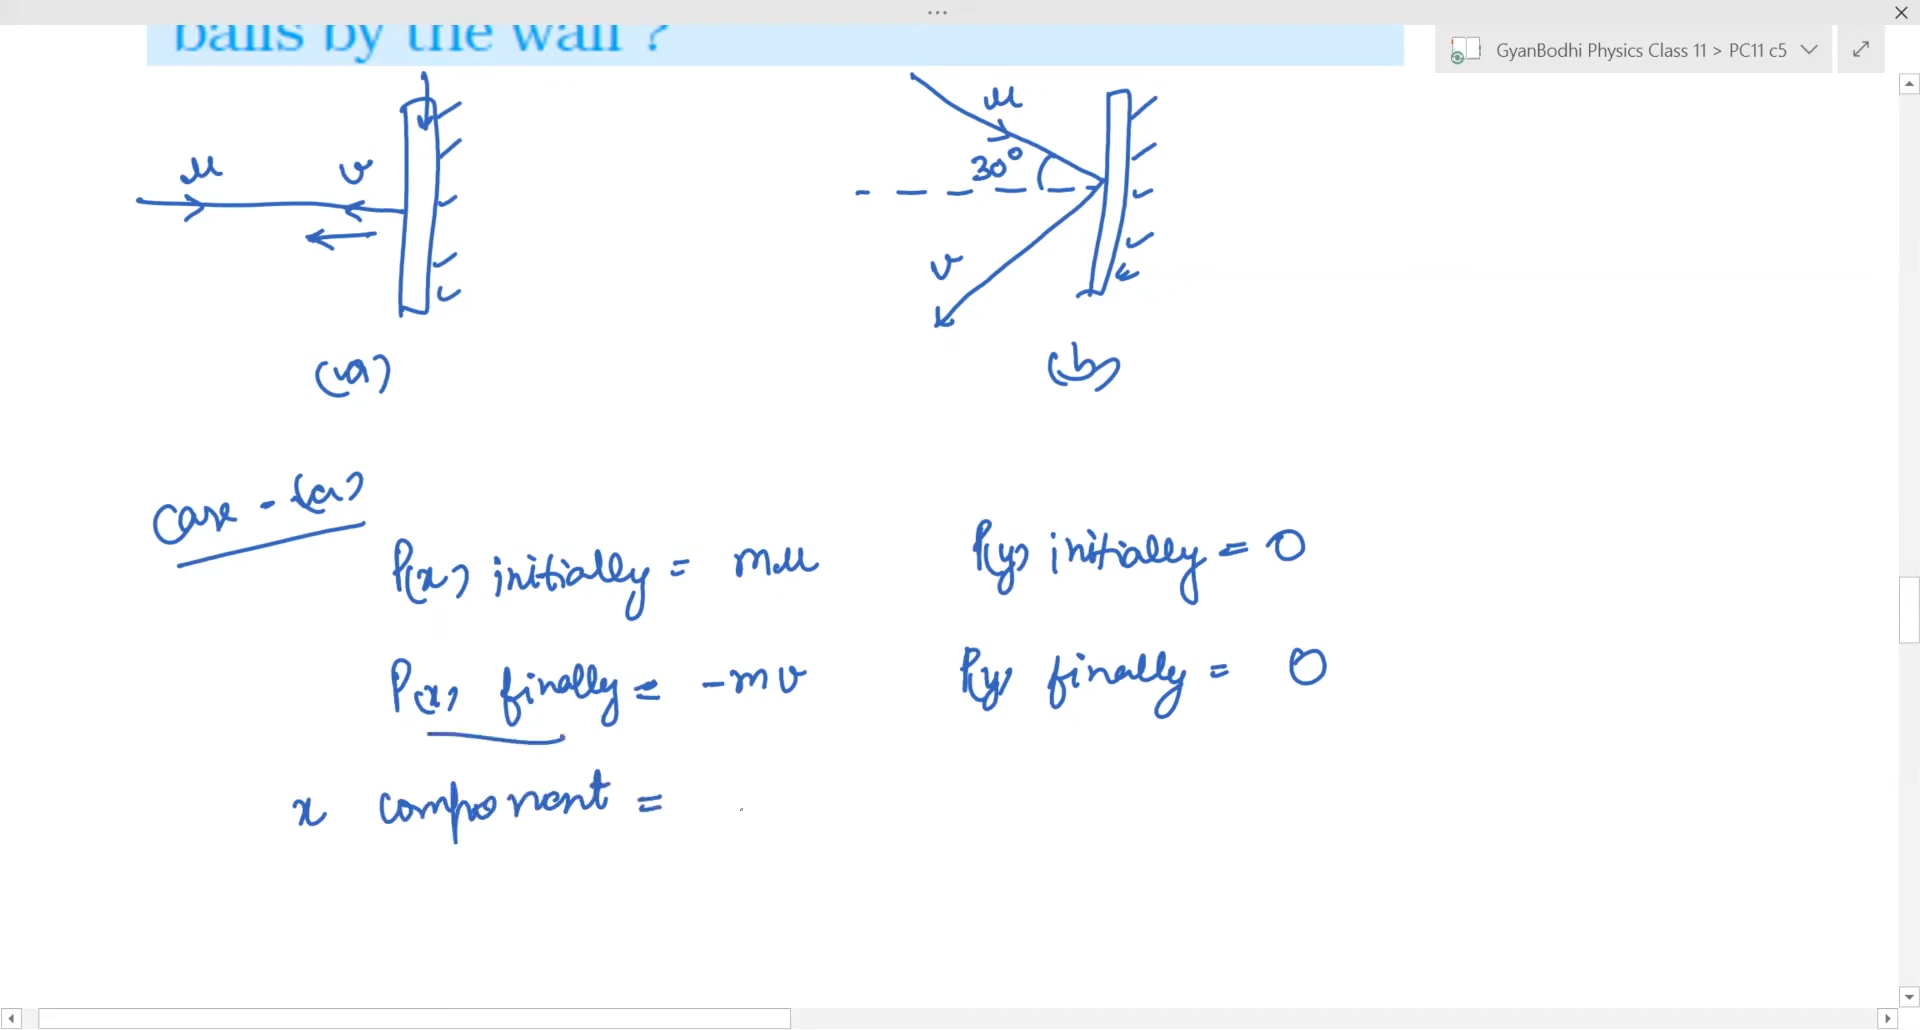 balls by the wall ?
GyanBodhi Physics Class 11 > PC11 c5
u v
u
30°
v
(a) (b)
Case - (a)
P(x) initially = mu P(y) initially = 0
P(x) finally = -mv P(y) finally = 0
x component =